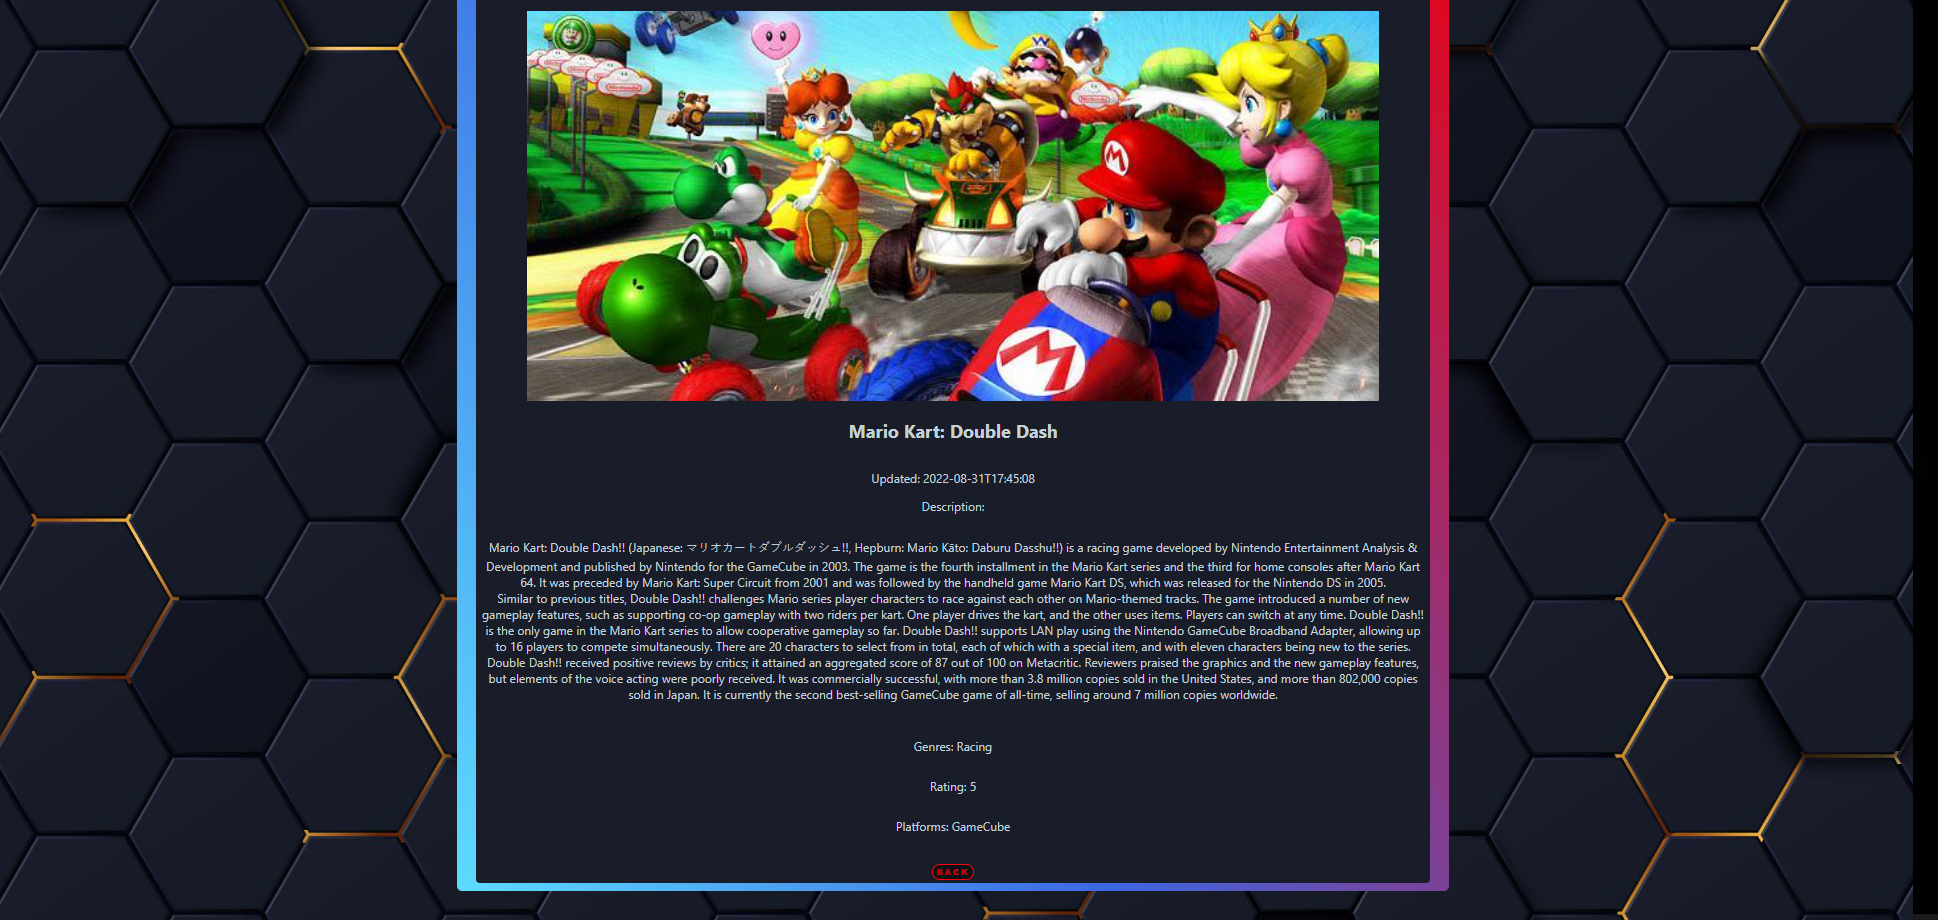 Nintendo
Nintendo
W
M
M
Mario Kart: Double Dash
Updated: 2022-08-31T17:45:08
Description:
Mario Kart: Double Dash!! (Japanese: マリオカートダブルダッシュ!!, Hepburn: Mario Kāto: Daburu Dasshu!!) is a racing game developed by Nintendo Entertainment Analysis &
Development and published by Nintendo for the GameCube in 2003. The game is the fourth installment in the Mario Kart series and the third for home consoles after Mario Kart
64. It was preceded by Mario Kart: Super Circuit from 2001 and was followed by the handheld game Mario Kart DS, which was released for the Nintendo DS in 2005.
Similar to previous titles, Double Dash!! challenges Mario series player characters to race against each other on Mario-themed tracks. The game introduced a number of new
gameplay features, such as supporting co-op gameplay with two riders per kart. One player drives the kart, and the other uses items. Players can switch at any time. Double Dash!!
is the only game in the Mario Kart series to allow cooperative gameplay so far. Double Dash!! supports LAN play using the Nintendo GameCube Broadband Adapter, allowing up
to 16 players to compete simultaneously. There are 20 characters to select from in total, each of which with a special item, and with eleven characters being new to the series.
Double Dash!! received positive reviews by critics; it attained an aggregated score of 87 out of 100 on Metacritic. Reviewers praised the graphics and the new gameplay features,
but elements of the voice acting were poorly received. It was commercially successful, with more than 3.8 million copies sold in the United States, and more than 802,000 copies
sold in Japan. It is currently the second best-selling GameCube game of all-time, selling around 7 million copies worldwide.
Genres: Racing
Rating: 5
Platforms: GameCube
BACK